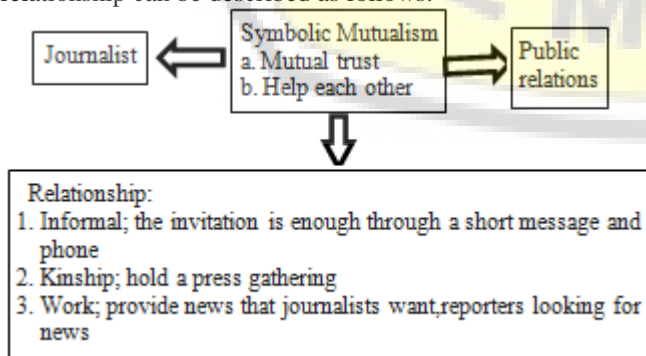 relationship can be described as follows:
Journalist
Symbolic Mutualism
a. Mutual trust
b. Help each other
Public
relations
Relationship:
1. Informal; the invitation is enough through a short message and
phone
2. Kinship; hold a press gathering
3. Work; provide news that journalists want,reporters looking for
news